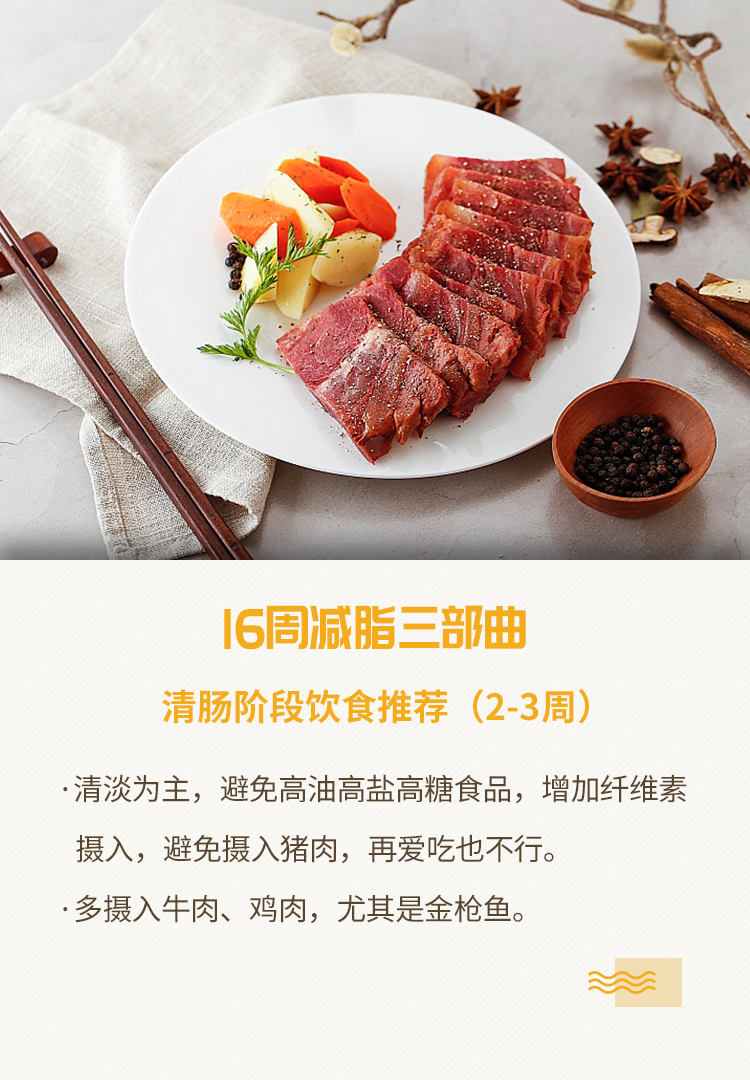 16周减脂三部曲
清肠阶段饮食推荐（2-3周）
·清淡为主，避免高油高盐高糖食品，增加纤维素
摄入，避免摄入猪肉，再爱吃也不行。
·多摄入牛肉、鸡肉，尤其是金枪鱼。